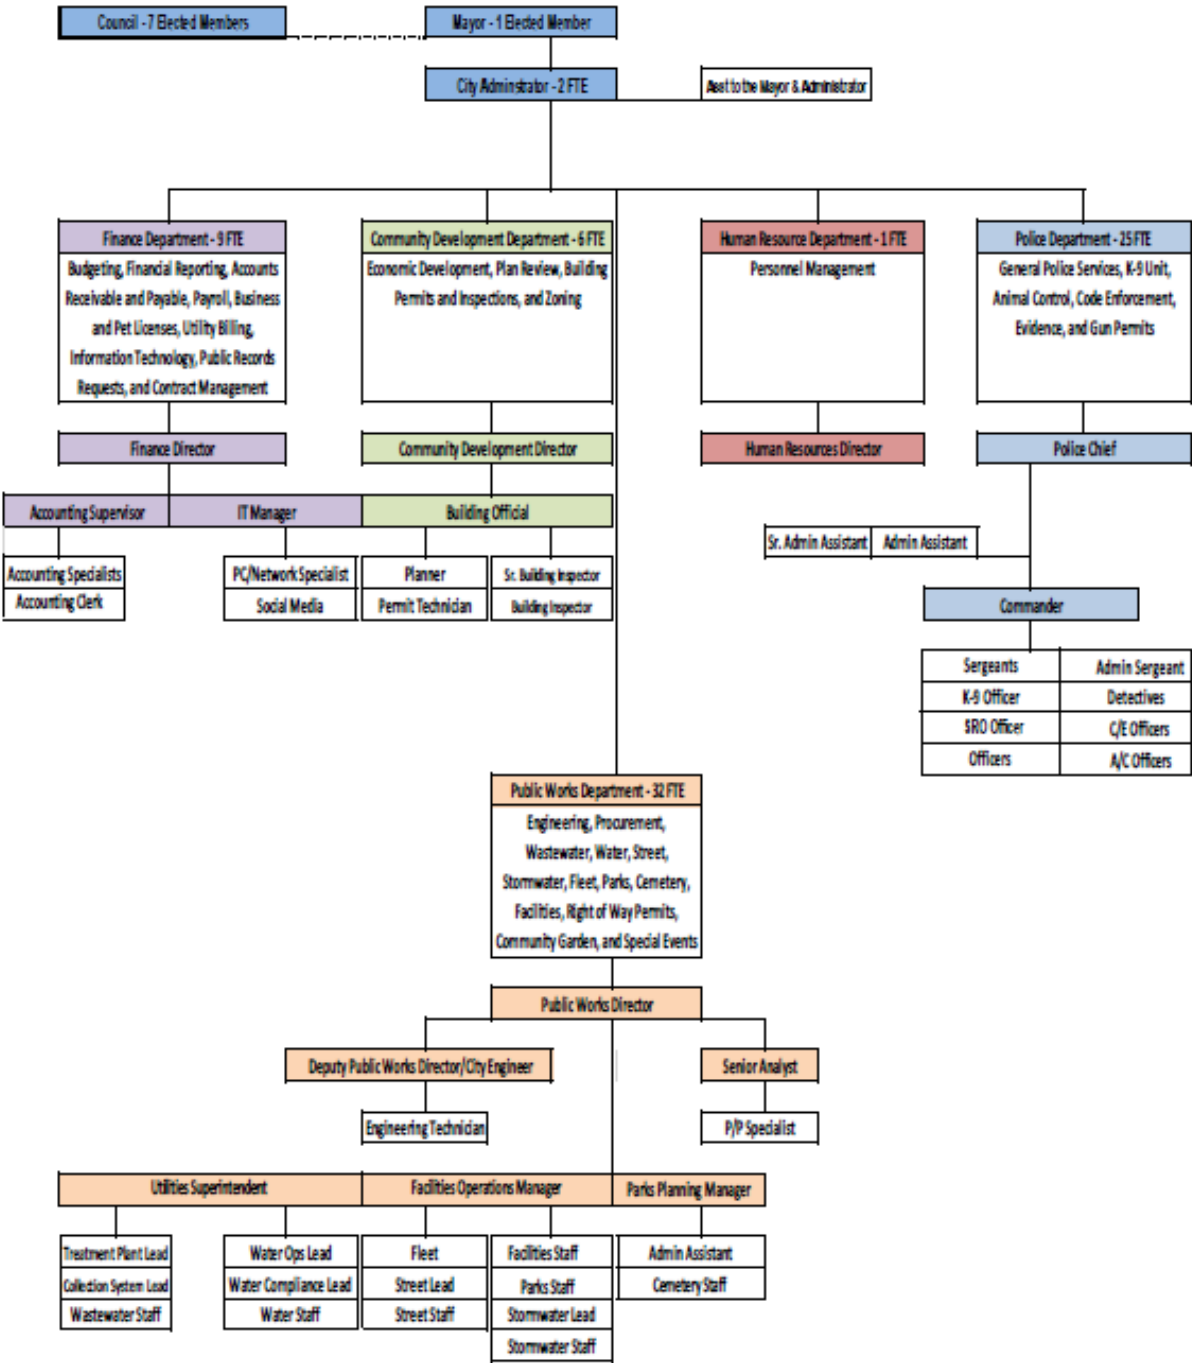 Council - 7 Elected Members
Mayor - 1 Elected Member
City Adminstrator - 2 FTE
Asst to the Mayor & Administrator
Finance Department - 9 FTE
Budgeting, Financial Reporting, Accounts
Receivable and Payable, Payroll, Business
and Pet Licenses, Utility Billing,
Information Technology, Public Records
Requests, and Contract Management
Community Development Department - 6 FTE
Economic Development, Plan Review, Building
Permits and Inspections, and Zoning
Human Resource Department - 1 FTE
Personnel Management
Police Department - 25 FTE
General Police Services, K-9 Unit,
Animal Control, Code Enforcement,
Evidence, and Gun Permits
Finance Director
Community Development Director
Human Resources Director
Police Chief
Accounting Supervisor
IT Manager
Building Official
Accounting Specialists
Accounting Clerk
PC/Network Specialist
Social Media
Planner
Permit Technician
Sr. Building Inspector
Building Inspector
Sr. Admin Assistant
Admin Assistant
Commander
Sergeants
Admin Sergeant
K-9 Officer
Detectives
SRO Officer
C/E Officers
Officers
A/C Officers
Public Works Department - 32 FTE
Engineering, Procurement,
Wastewater, Water, Street,
Stormwater, Fleet, Parks, Cemetery,
Facilities, Right of Way Permits,
Community Garden, and Special Events
Public Works Director
Deputy Public Works Director/City Engineer
Senior Analyst
Engineering Technician
P/P Specialist
Utilities Superintendent
Facilities Operations Manager
Parks Planning Manager
Treatment Plant Lead
Collection System Lead
Wastewater Staff
Water Ops Lead
Water Compliance Lead
Water Staff
Fleet
Street Lead
Street Staff
Facilities Staff
Parks Staff
Stormwater Lead
Stormwater Staff
Admin Assistant
Cemetery Staff